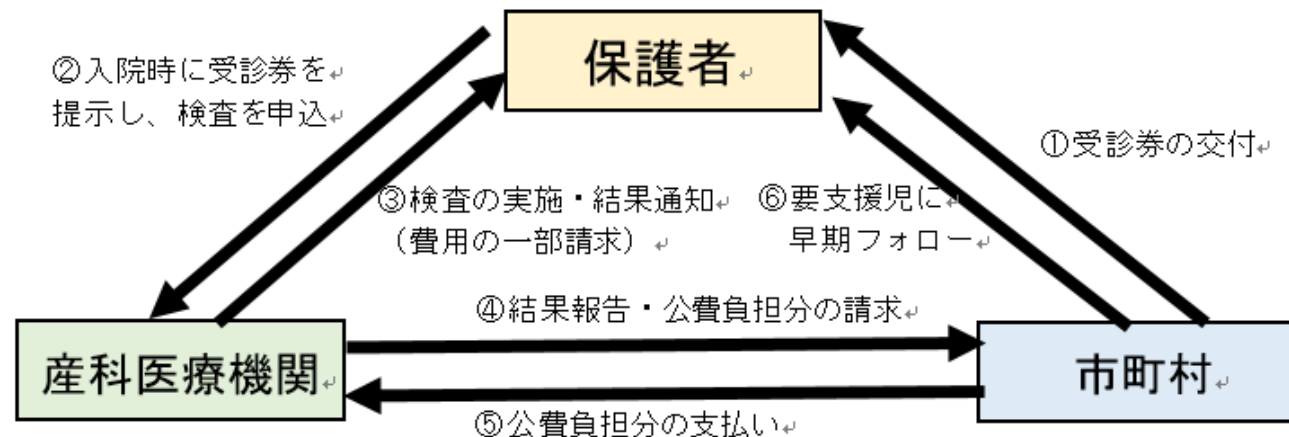 保護者
②入院時に受診券を
提示し、検査を申込
①受診券の交付
③検査の実施・結果通知
（費用の一部請求）
⑥要支援児に
早期フォロー
④結果報告・公費負担分の請求
産科医療機関
市町村
⑤公費負担分の支払い